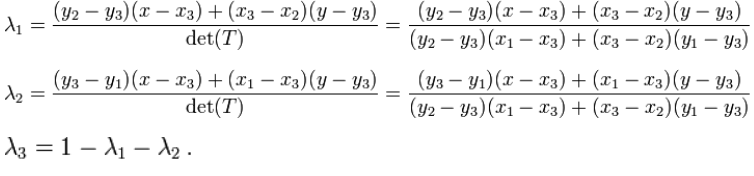 λ₁ = (y₂ − y₃)(x − x₃) + (x₃ − x₂)(y − y₃) / det(T) = (y₂ − y₃)(x − x₃) + (x₃ − x₂)(y − y₃) / (y₂ − y₃)(x₁ − x₃) + (x₃ − x₂)(y₁ − y₃)
λ₂ = (y₃ − y₁)(x − x₃) + (x₁ − x₃)(y − y₃) / det(T) = (y₃ − y₁)(x − x₃) + (x₁ − x₃)(y − y₃) / (y₂ − y₃)(x₁ − x₃) + (x₃ − x₂)(y₁ − y₃)
λ₃ = 1 − λ₁ − λ₂ .